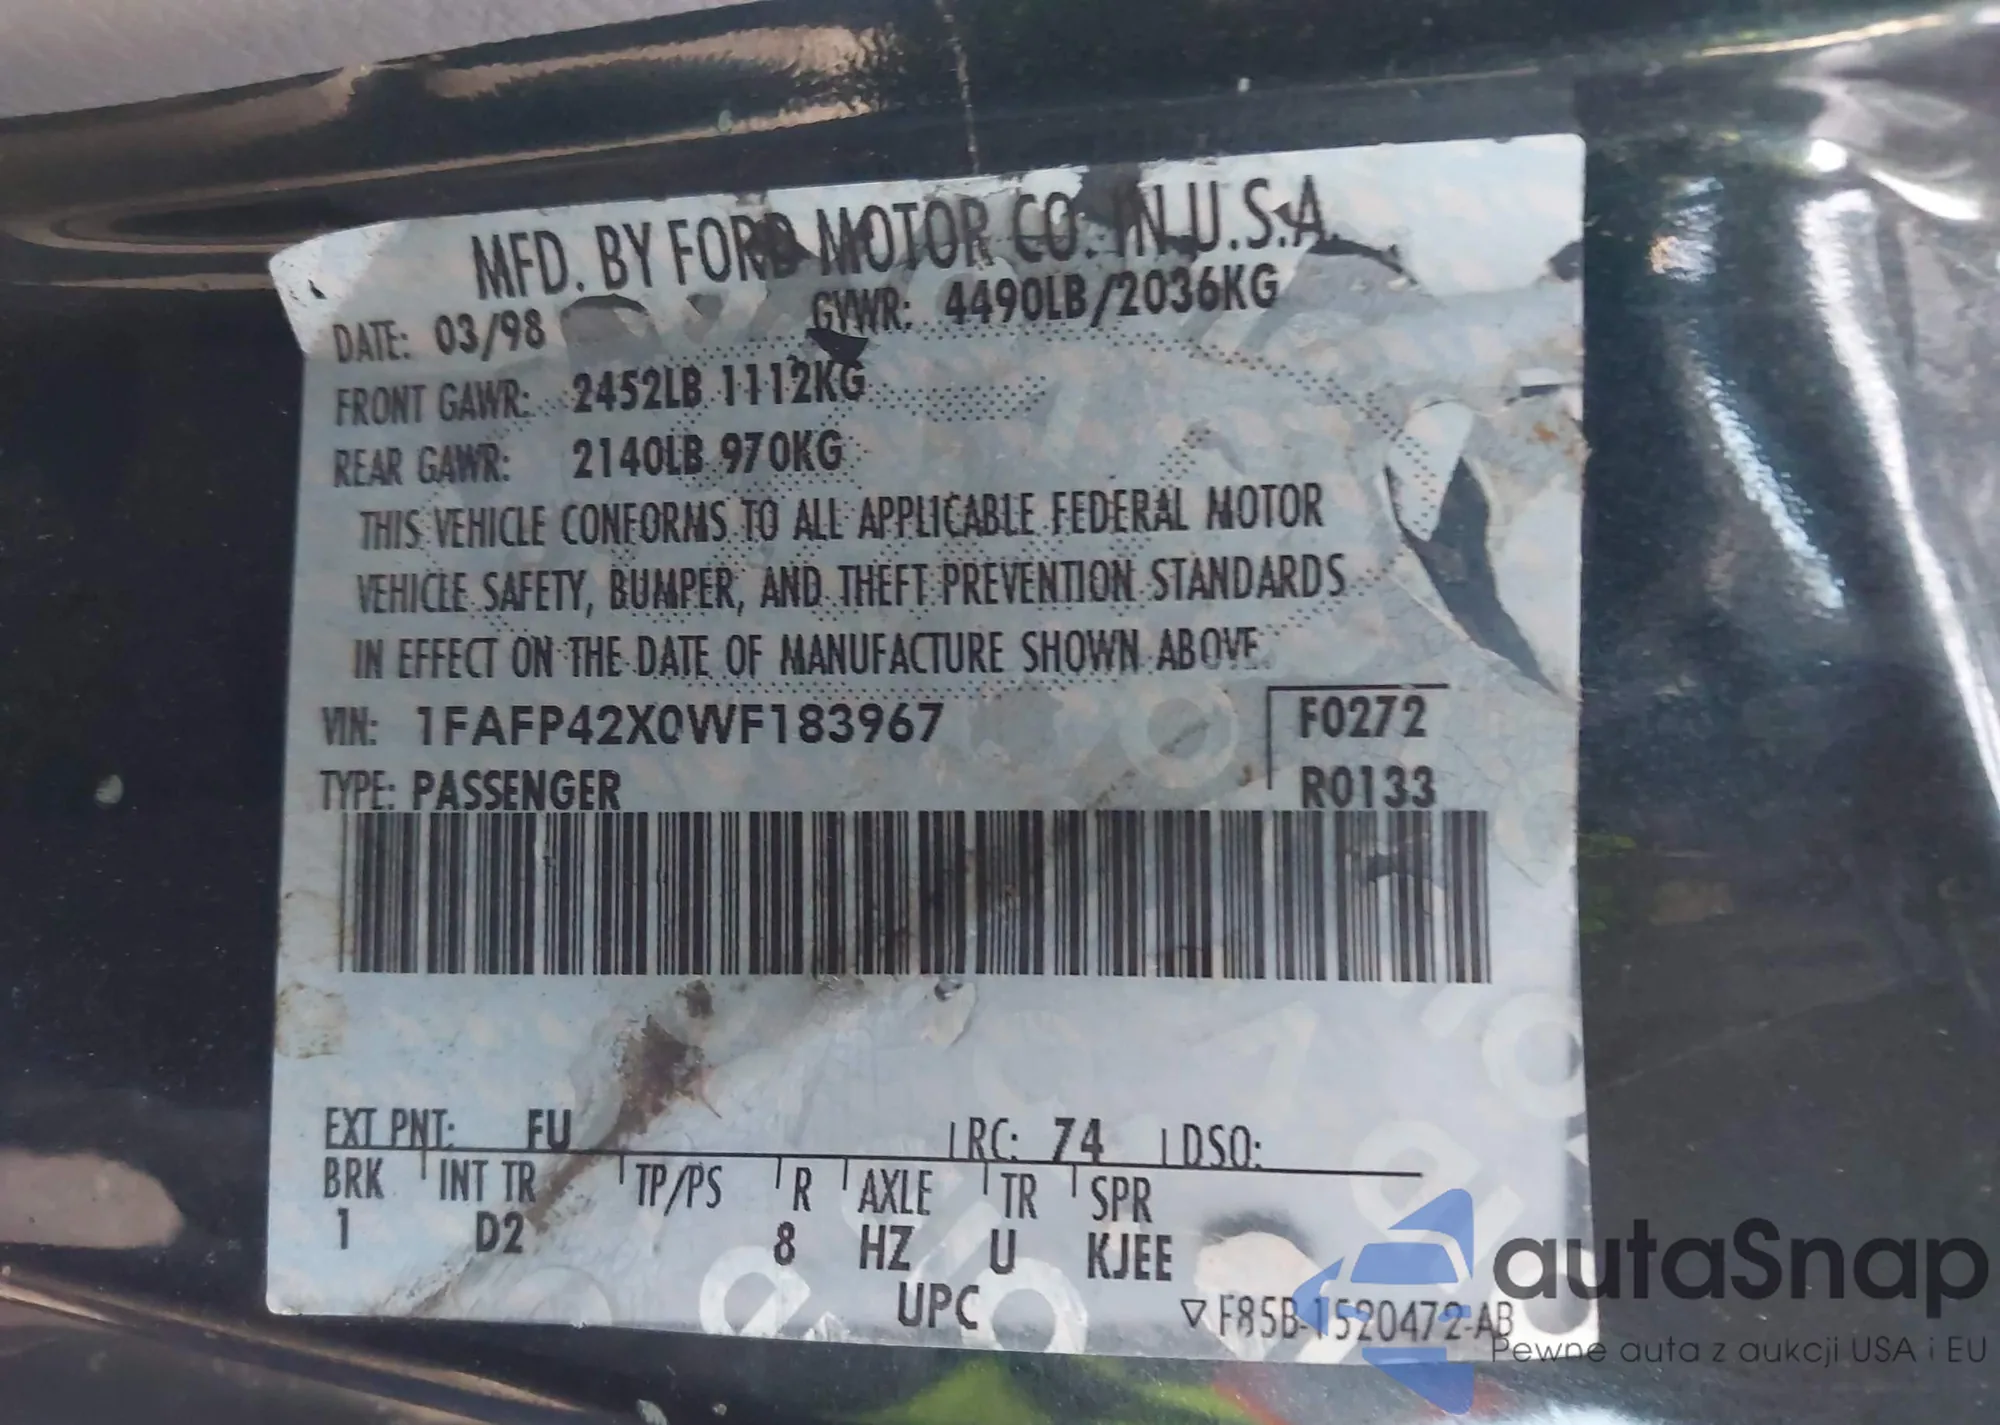 MFD. BY FORD MOTOR CO. IN U.S.A.
DATE: 03/98 GVWR: 4490LB/2036KG
FRONT GAWR: 2452LB 1112KG
REAR GAWR: 2140LB 970KG
THIS VEHICLE CONFORMS TO ALL APPLICABLE FEDERAL MOTOR
VEHICLE SAFETY, BUMPER, AND THEFT PREVENTION STANDARDS
IN EFFECT ON THE DATE OF MANUFACTURE SHOWN ABOVE.
VIN: 1FAFP42X0WF183967 F0272
TYPE: PASSENGER R0133
EXT PNT: FU RC: 74 DSO:
BRK INT TR TP/PS R AXLE TR SPR
1 D2 8 HZ U KJEE
UPC ▽ F85B-1520472-AB
autaSnap
Pewne auta z aukcji USA i EU